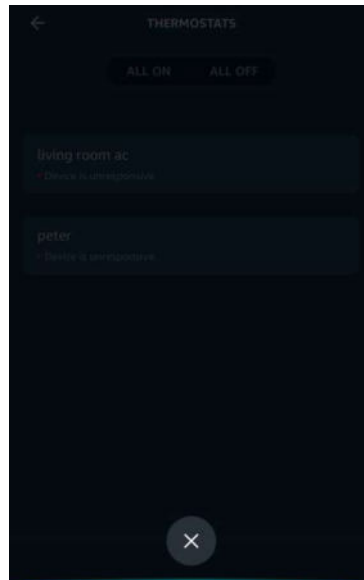 THERMOSTATS
ALL ON ALL OFF
living room ac
• Device is unresponsive
peter
• Device is unresponsive